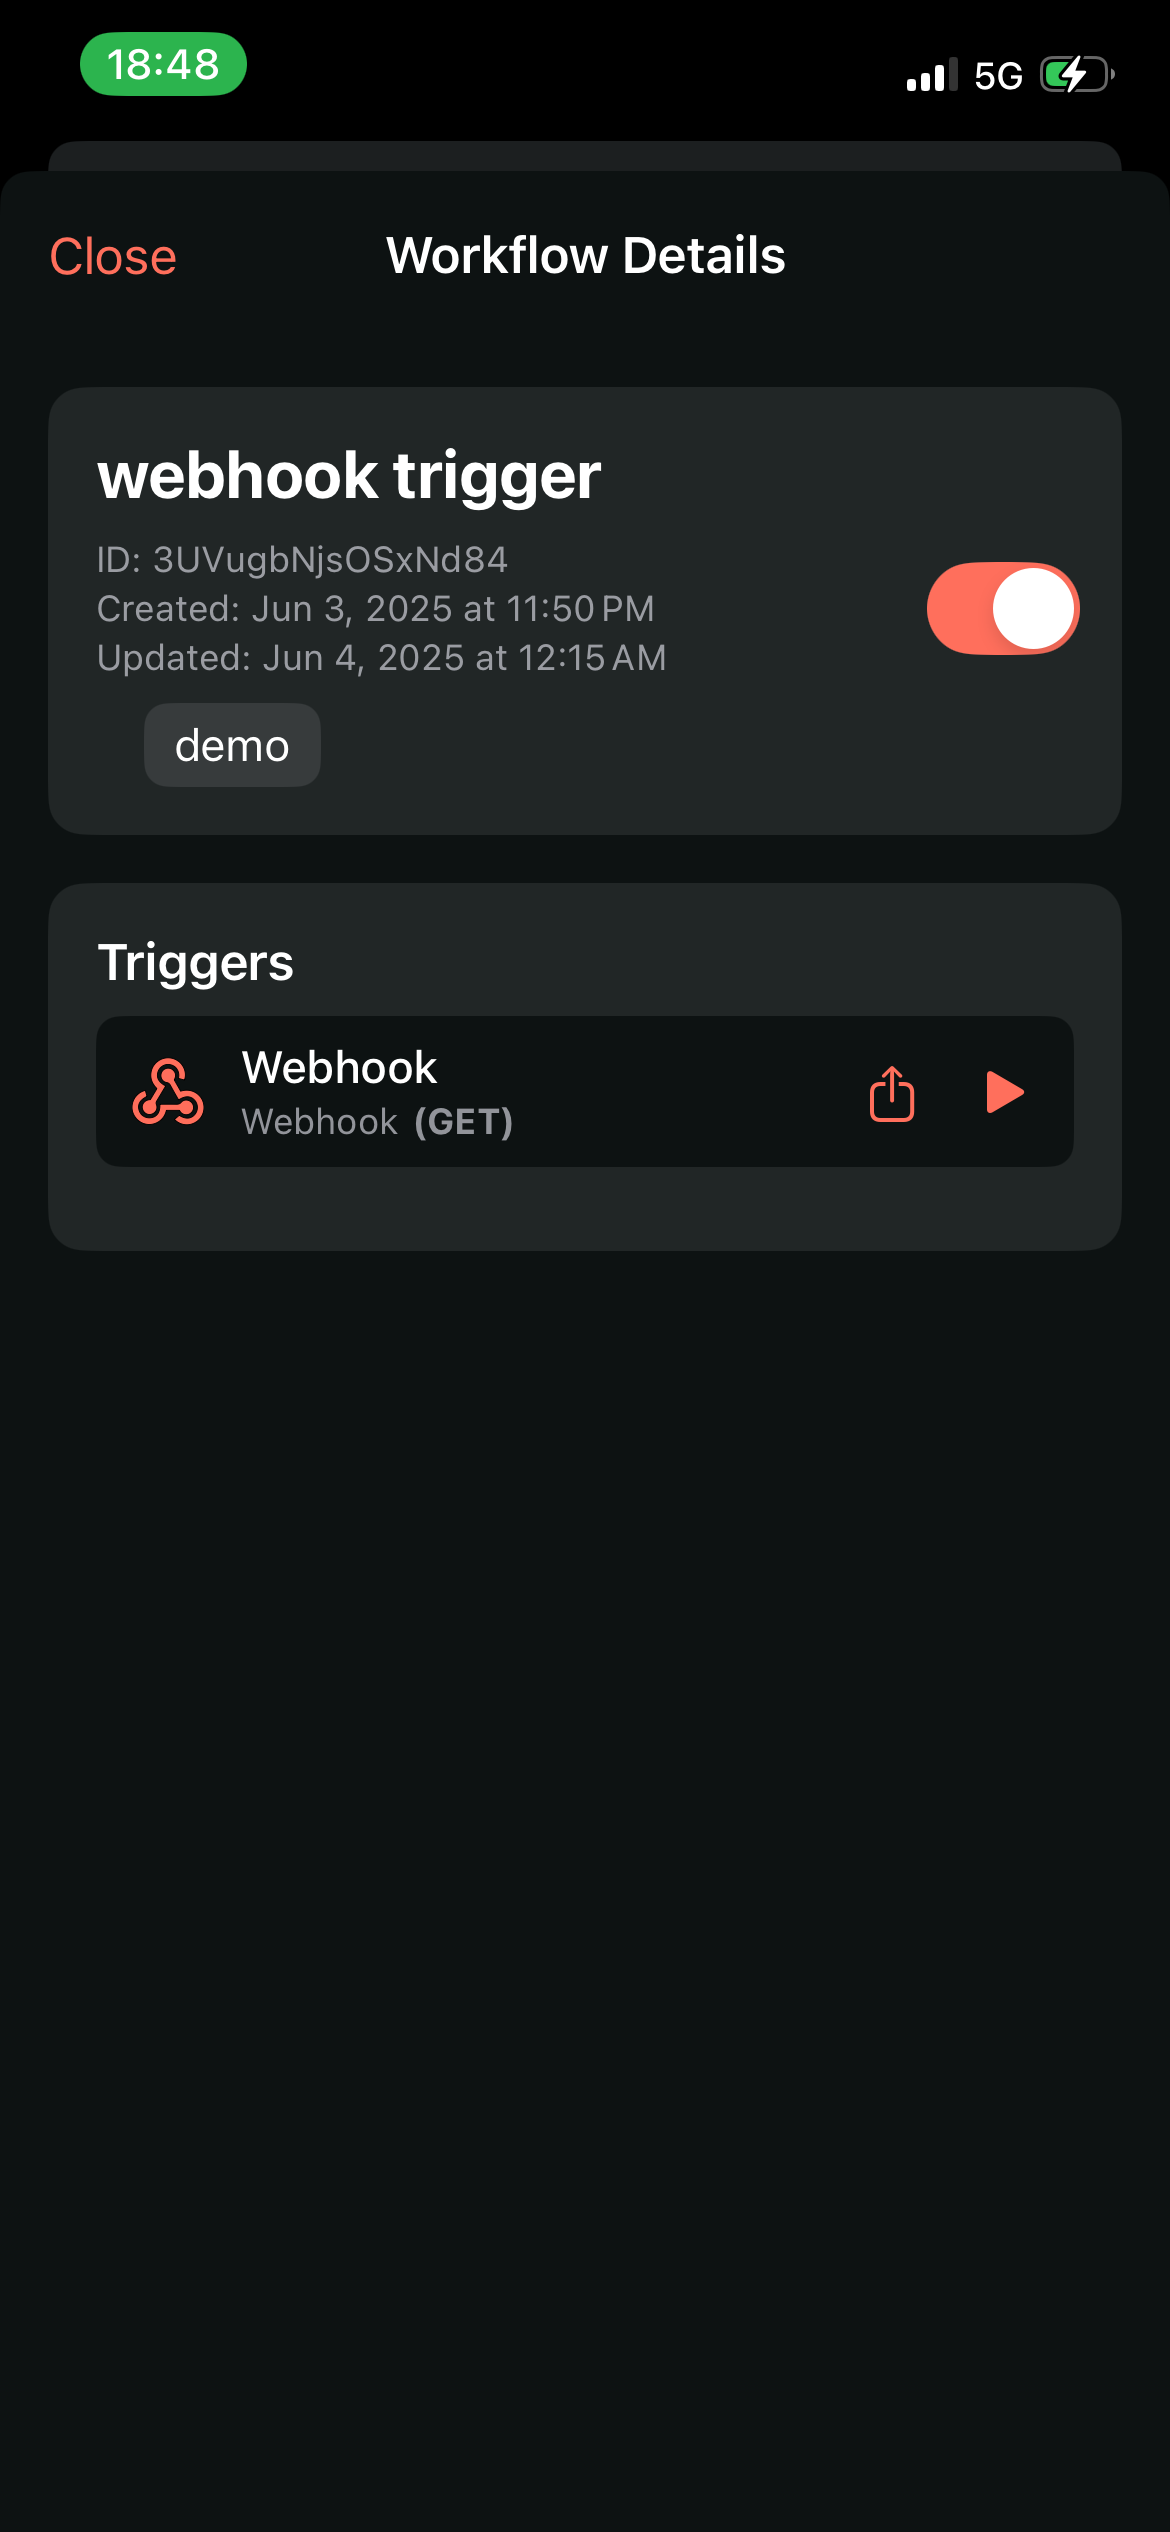 18:48
5G
Close
Workflow Details
webhook trigger
ID: 3UVugbNjsOSxNd84
Created: Jun 3, 2025 at 11:50 PM
Updated: Jun 4, 2025 at 12:15 AM
demo
Triggers
Webhook
Webhook (GET)